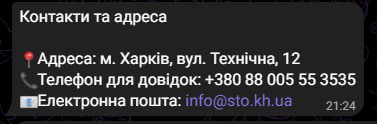 Контакти та адреса
📍Адреса: м. Харків, вул. Технічна, 12
📞Телефон для довідок: +380 88 005 55 3535
📧Електронна пошта: info@sto.kh.ua
21:24